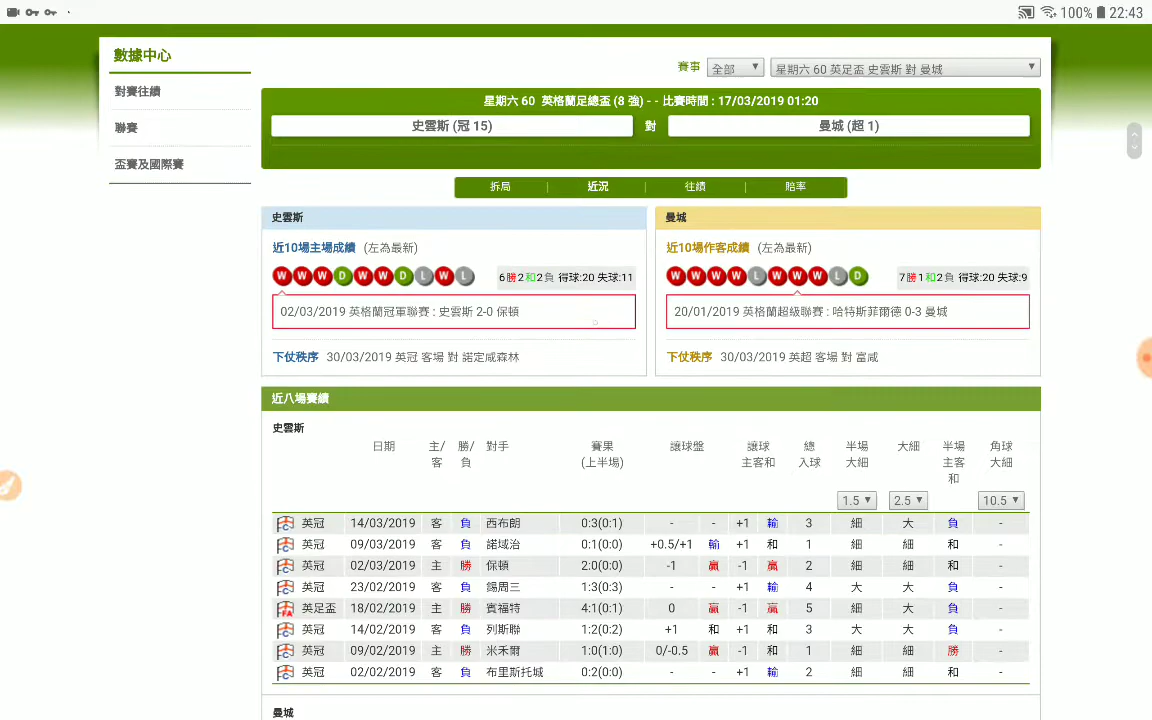 100% 22:43
數據中心
對賽往績
聯賽
盃賽及國際賽
賽事 全部 星期六 60 英足盃 史雲斯 對 曼城
星期六 60 英格蘭足總盃 (8 強) - - 比賽時間 : 17/03/2019 01:20
史雲斯 (冠 15) 對 曼城 (超 1)
拆局 | 近況 | 往績 | 賠率
史雲斯
近10場主場成績 (左為最新)
W W W D W W D L W L 6勝2和2負 得球:20 失球:11
02/03/2019 英格蘭冠軍聯賽 : 史雲斯 2-0 保頓
下仗秩序 30/03/2019 英冠 客場 對 諾定咸森林
曼城
近10場作客成績 (左為最新)
W W W W L W W W L D 7勝1和2負 得球:20 失球:9
20/01/2019 英格蘭超級聯賽 : 哈特斯菲爾德 0-3 曼城
下仗秩序 30/03/2019 英超 客場 對 富咸
近八場賽績
史雲斯
日期 主/客 勝/負 對手 賽果 (上半場) 讓球盤 讓球主客和 總入球 半場大細 大細 半場主客和 角球大細
1.5 2.5 10.5
英冠 14/03/2019 客 負 西布朗 0:3(0:1) - - +1 輸 3 細 大 負 -
英冠 09/03/2019 客 負 諾域治 0:1(0:0) +0.5/+1 輸 +1 和 1 細 細 和 -
英冠 02/03/2019 主 勝 保頓 2:0(0:0) -1 贏 -1 贏 2 細 細 和 -
英冠 23/02/2019 客 負 錫周三 1:3(0:3) - - +1 輸 4 大 大 負 -
英足盃 18/02/2019 主 勝 賓福特 4:1(0:1) 0 贏 -1 贏 5 細 大 負 -
英冠 14/02/2019 客 負 列斯聯 1:2(0:2) +1 和 +1 和 3 大 大 負 -
英冠 09/02/2019 主 勝 米禾爾 1:0(1:0) 0/-0.5 贏 -1 和 1 細 細 勝 -
英冠 02/02/2019 客 負 布里斯托城 0:2(0:0) - - +1 輸 2 細 細 和 -
曼城